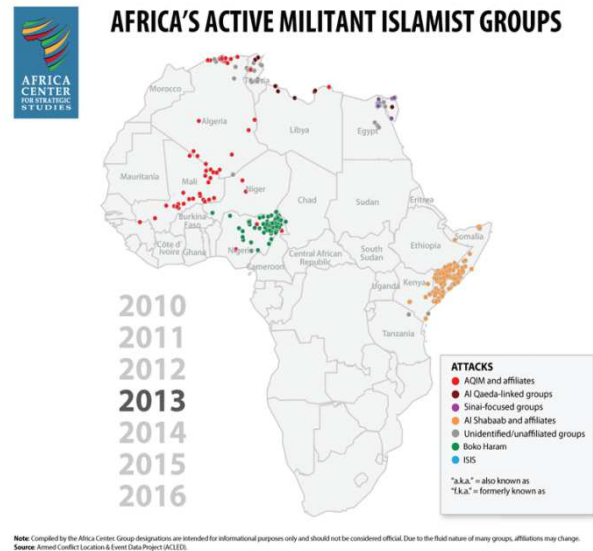 AFRICA'S ACTIVE MILITANT ISLAMIST GROUPS
AFRICA
CENTER
FOR STRATEGIC
STUDIES
Morocco
Algeria
Libya
Egypt
Mauritania
Mali
Niger
Chad
Sudan
Eritrea
Burkina
Faso
Côte d'
Ivoire
Ghana
Nigeria
Cameroon
Central African
Republic
South
Sudan
Ethiopia
Somalia
Uganda
Kenya
Tanzania
2010
2011
2012
2013
2014
2015
2016
ATTACKS
AQIM and affiliates
Al Qaeda-linked groups
Sinai-focused groups
Al Shabaab and affiliates
Unidentified/unaffiliated groups
Boko Haram
ISIS
"a.k.a." = also known as
"f.k.a." = formerly known as
Note: Compiled by the Africa Center. Group designations are intended for informational purposes only and should not be considered official. Due to the fluid nature of many groups, affiliations may change.
Source: Armed Conflict Location & Event Data Project (ACLED).